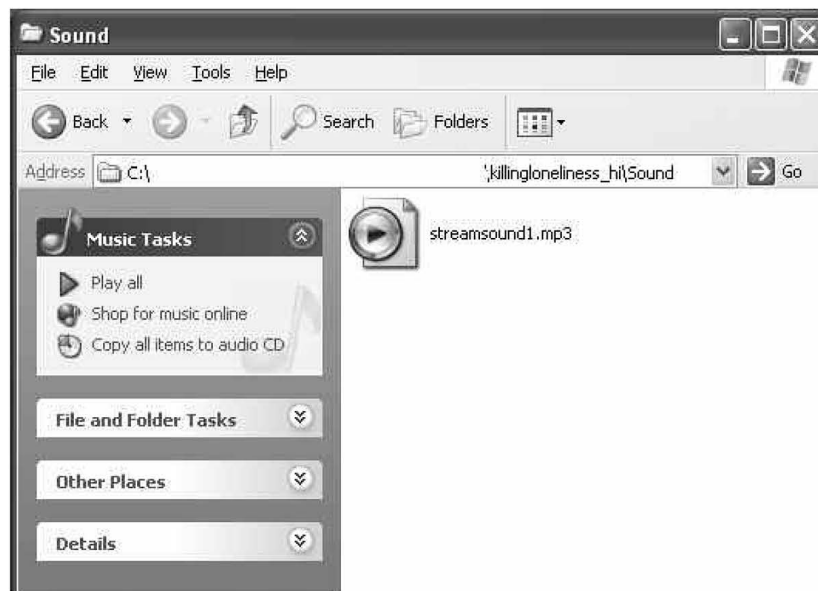 Sound
File Edit View Tools Help
Back Search Folders
Address C:\ ';killingloneliness_hi\Sound Go
Music Tasks
streamsound1.mp3
Play all
Shop for music online
Copy all items to audio CD
File and Folder Tasks
Other Places
Details